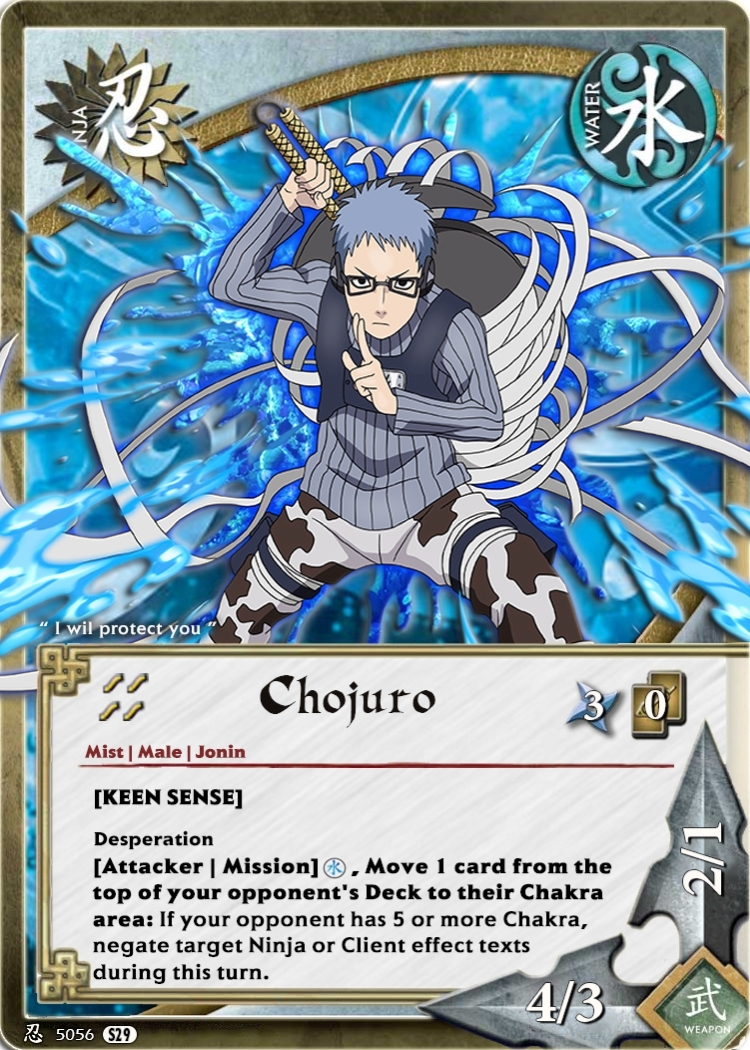 忍
NJA
WATER
水
“ I wil protect you ”
Chojuro
3
0
Mist | Male | Jonin
[KEEN SENSE]
Desperation
[Attacker | Mission] 水 , Move 1 card from the
top of your opponent's Deck to their Chakra
area: If your opponent has 5 or more Chakra,
negate target Ninja or Client effect texts
during this turn.
2/1
4/3
武
WEAPON
忍 5056 S29